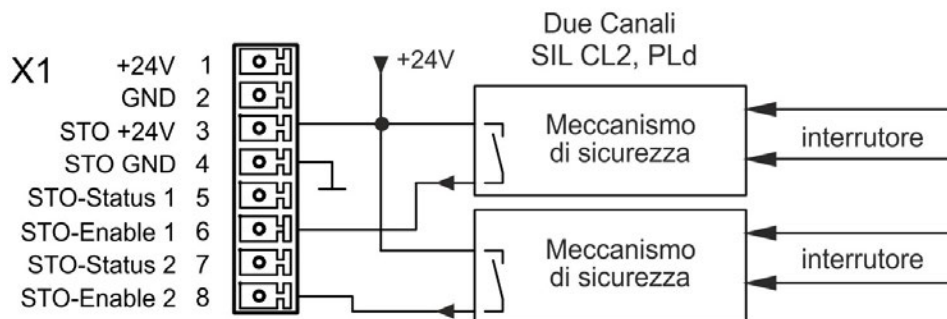 Due Canali
SIL CL2, PLd
X1
+24V 1
GND 2
STO +24V 3
STO GND 4
STO-Status 1 5
STO-Enable 1 6
STO-Status 2 7
STO-Enable 2 8
+24V
Meccanismo
di sicurezza
interrutore
Meccanismo
di sicurezza
interrutore